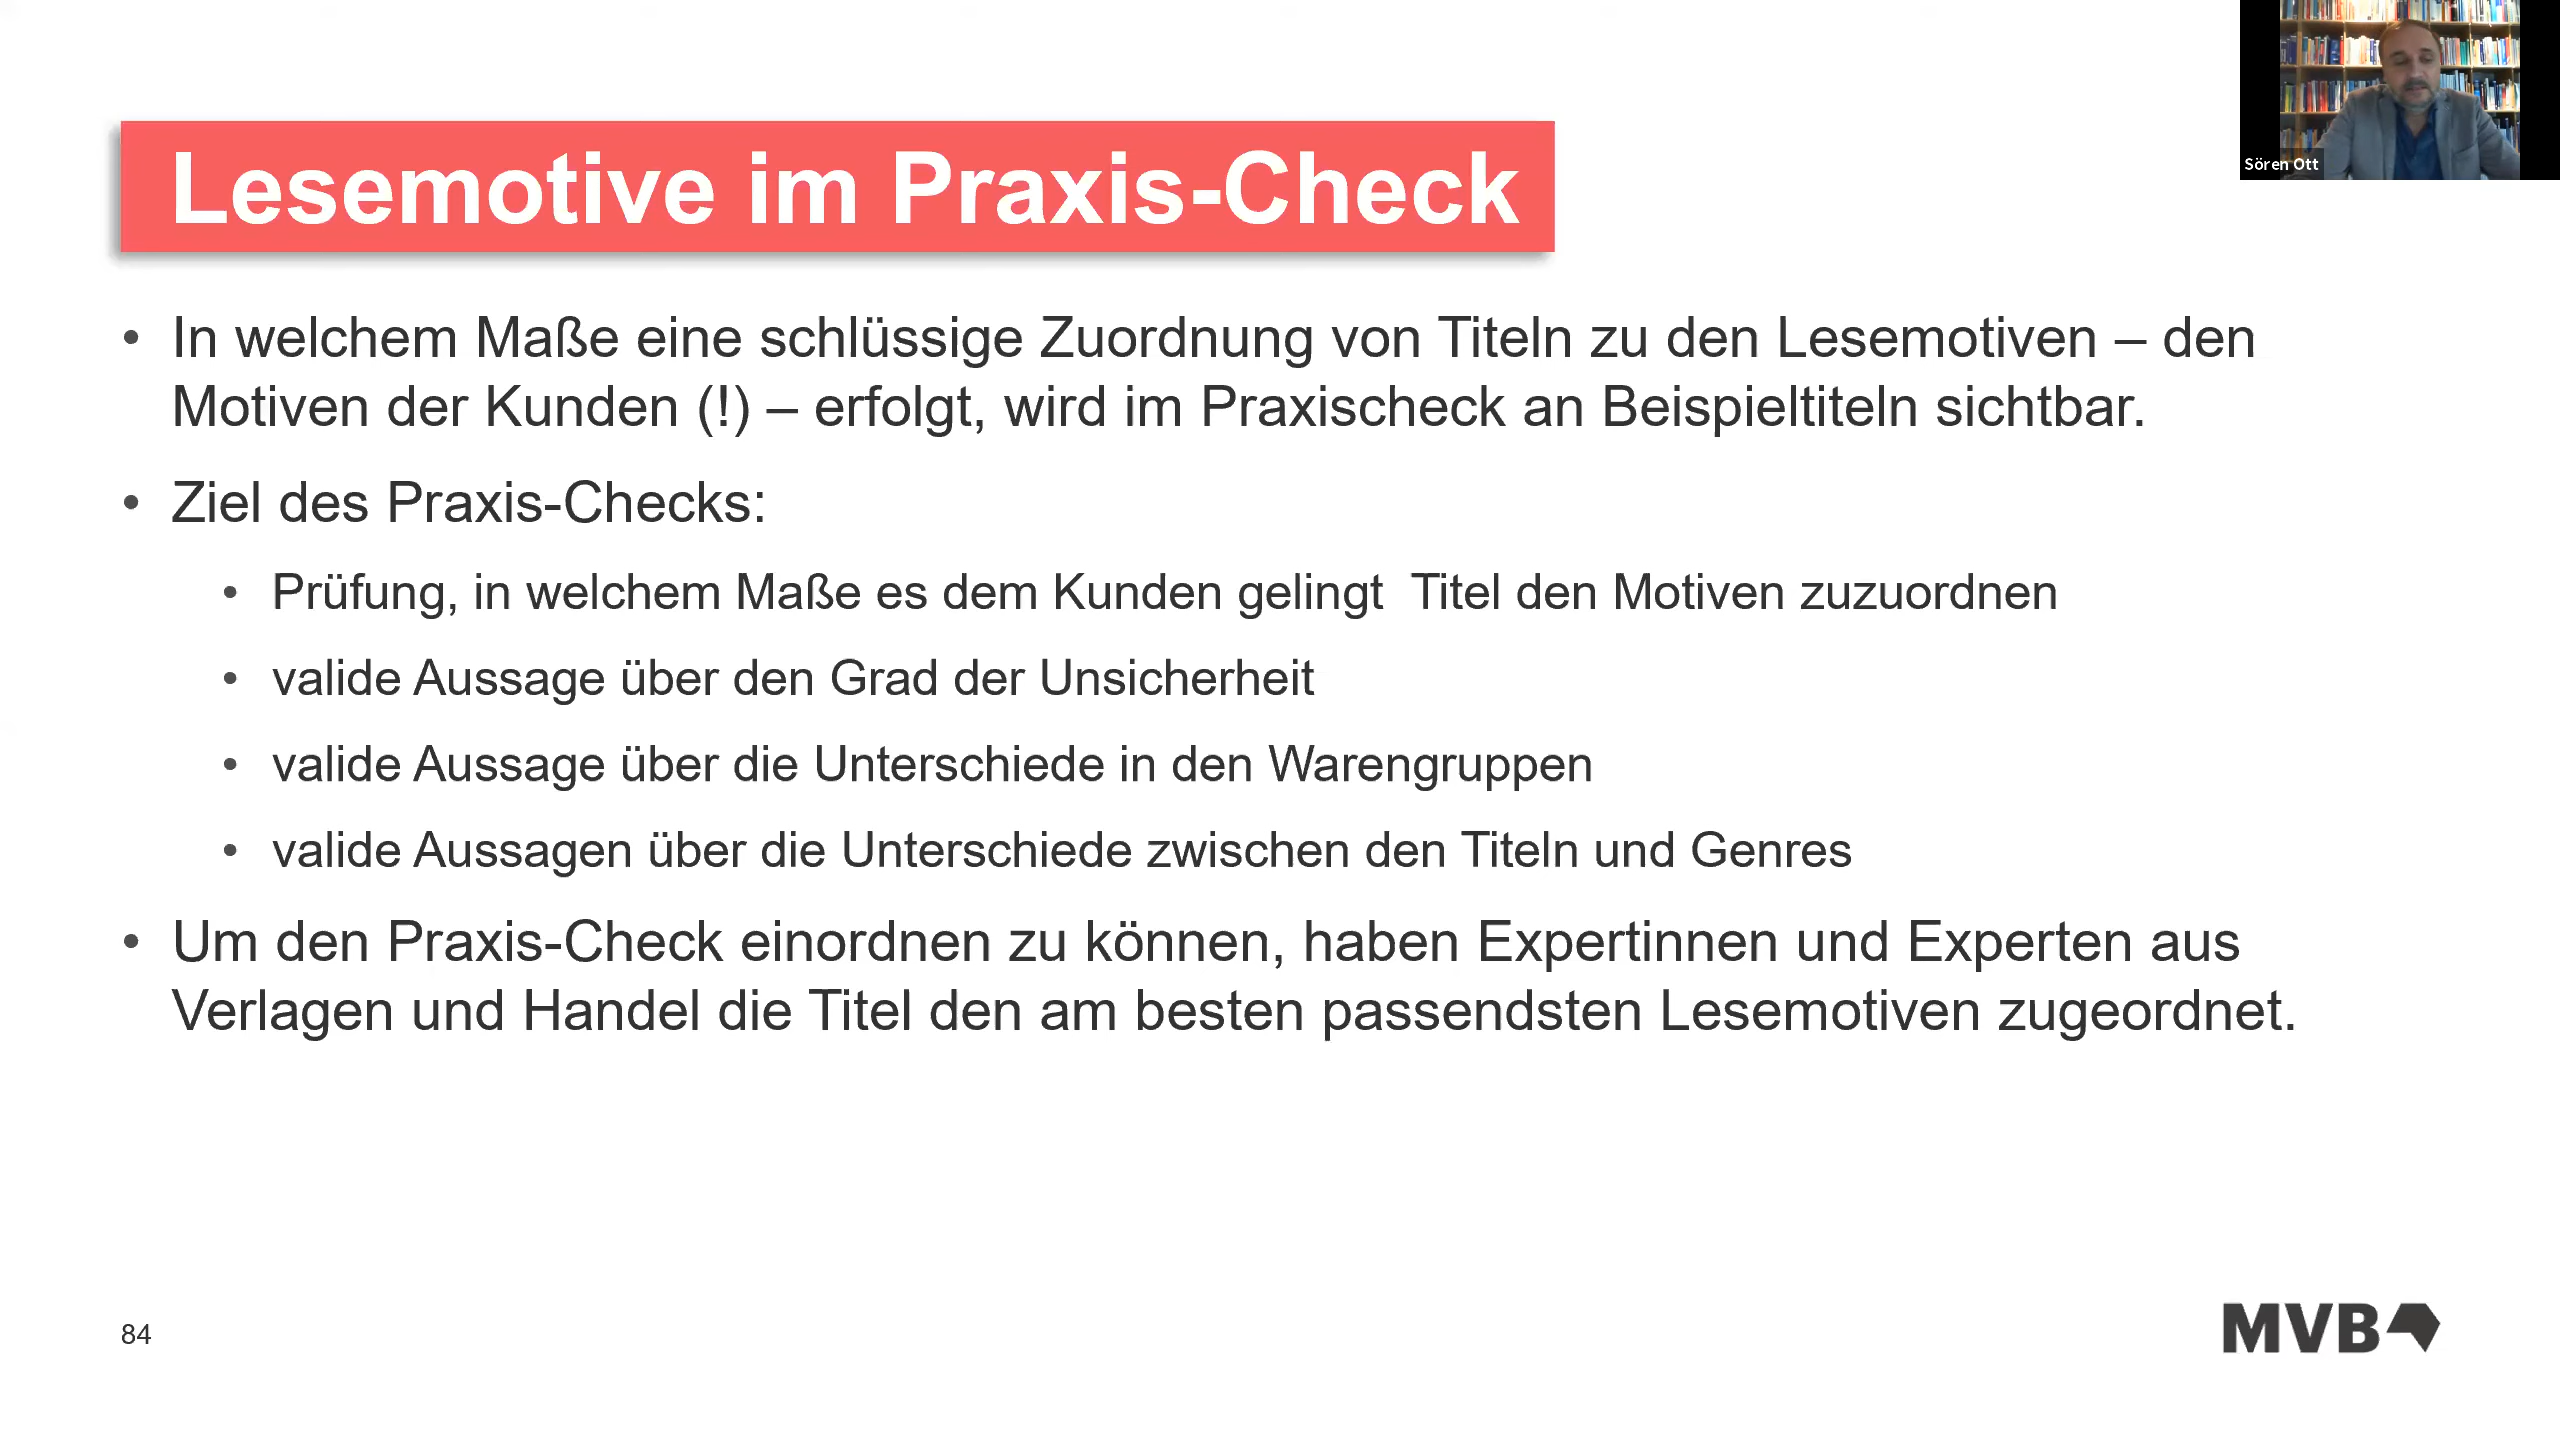 Sören Ott
Lesemotive im Praxis-Check
• In welchem Maße eine schlüssige Zuordnung von Titeln zu den Lesemotiven – den
Motiven der Kunden (!) – erfolgt, wird im Praxischeck an Beispieltiteln sichtbar.
• Ziel des Praxis-Checks:
• Prüfung, in welchem Maße es dem Kunden gelingt  Titel den Motiven zuzuordnen
• valide Aussage über den Grad der Unsicherheit
• valide Aussage über die Unterschiede in den Warengruppen
• valide Aussagen über die Unterschiede zwischen den Titeln und Genres
• Um den Praxis-Check einordnen zu können, haben Expertinnen und Experten aus
Verlagen und Handel die Titel den am besten passendsten Lesemotiven zugeordnet.
84
MVB